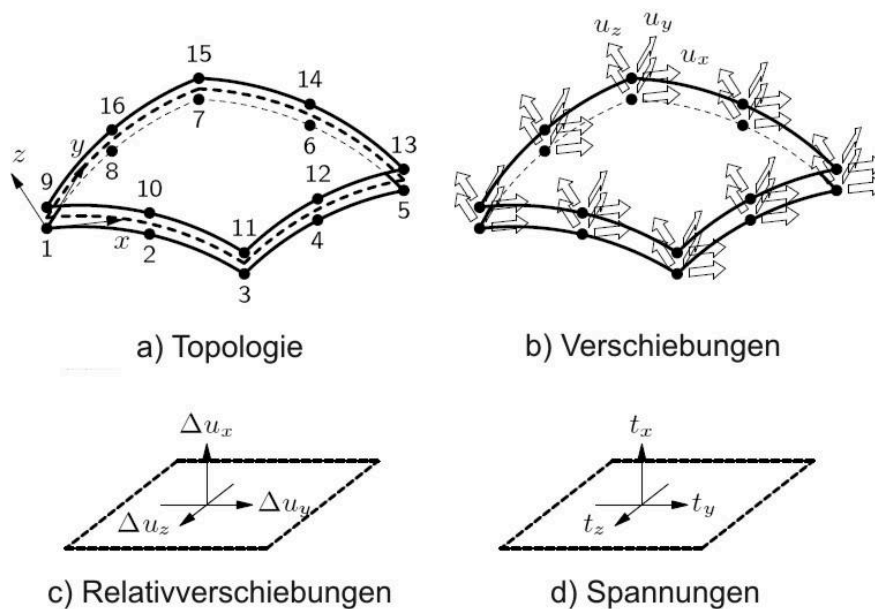 15
14
16
7
6
13
z
y
8
12
9
10
11
5
4
1
x
2
3
a) Topologie
u_z
u_y
u_x
b) Verschiebungen
Δu_x
Δu_y
Δu_z
c) Relativverschiebungen
t_x
t_y
t_z
d) Spannungen